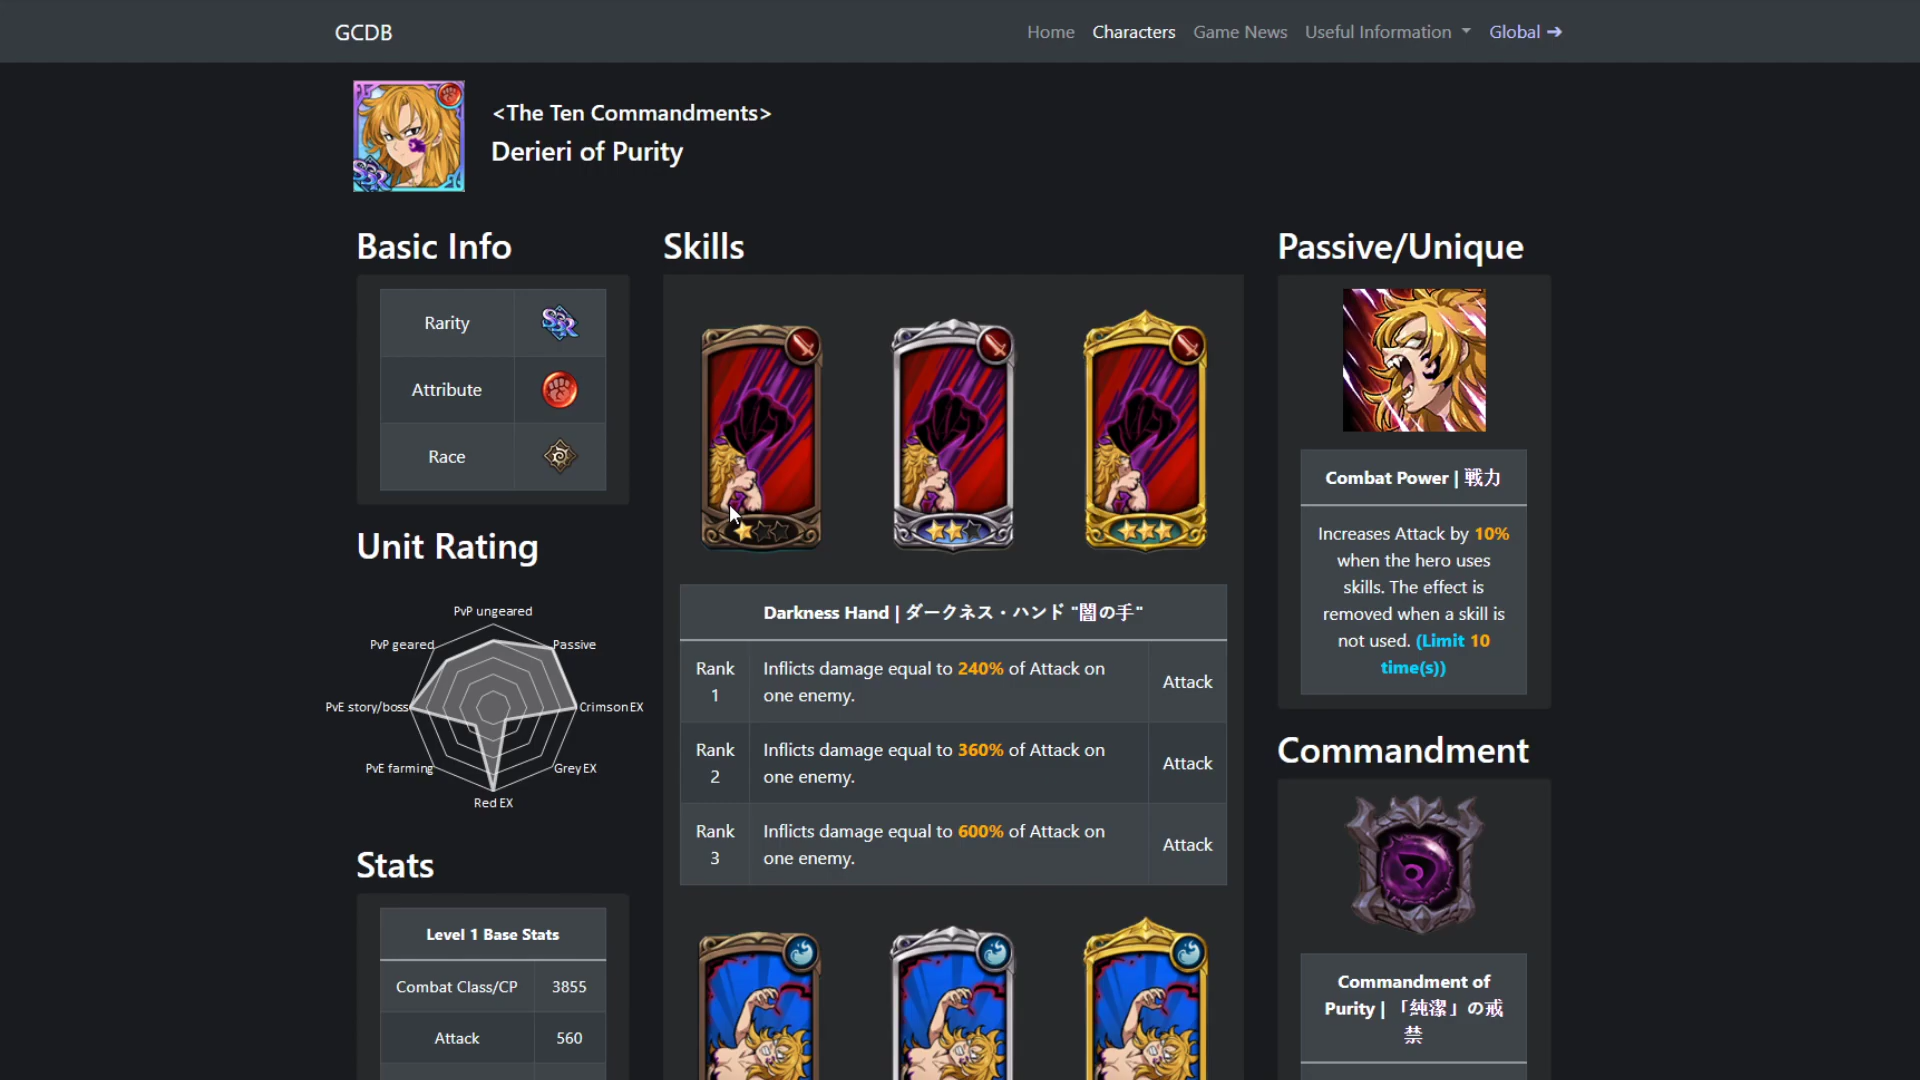 GCDB
Home Characters Game News Useful Information Global ➔
<The Ten Commandments>
Derieri of Purity
Basic Info
Rarity SSR
Attribute
Race
Unit Rating
PvP ungeared
PvP geared
Passive
PvE story/boss
Crimson EX
PvE farming
Grey EX
Red EX
Stats
Level 1 Base Stats
Combat Class/CP 3855
Attack 560
Skills
Darkness Hand | ダークネス・ハンド "闇の手"
Rank 1
Inflicts damage equal to 240% of Attack on
one enemy.
Attack
Rank 2
Inflicts damage equal to 360% of Attack on
one enemy.
Attack
Rank 3
Inflicts damage equal to 600% of Attack on
one enemy.
Attack
Passive/Unique
Combat Power | 戦力
Increases Attack by 10%
when the hero uses
skills. The effect is
removed when a skill is
not used. (Limit 10
time(s))
Commandment
Commandment of
Purity | 「純潔」の戒
禁